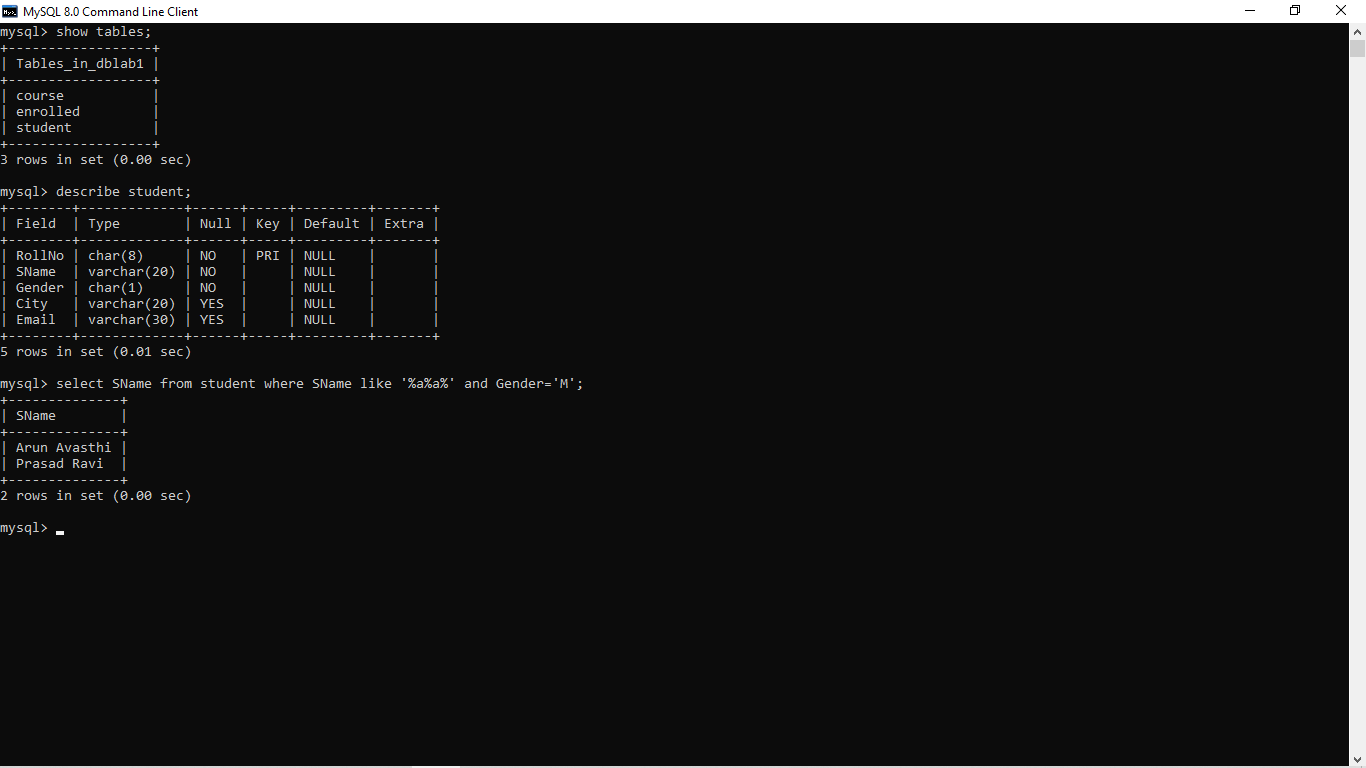 MySQL 8.0 Command Line Client
mysql> show tables;
+------------------+
| Tables_in_dblab1 |
+------------------+
| course           |
| enrolled         |
| student          |
+------------------+
3 rows in set (0.00 sec)
mysql> describe student;
+--------+-------------+------+-----+---------+-------+
| Field  | Type        | Null | Key | Default | Extra |
+--------+-------------+------+-----+---------+-------+
| RollNo | char(8)     | NO   | PRI | NULL    |       |
| SName  | varchar(20) | NO   |     | NULL    |       |
| Gender | char(1)     | NO   |     | NULL    |       |
| City   | varchar(20) | YES  |     | NULL    |       |
| Email  | varchar(30) | YES  |     | NULL    |       |
+--------+-------------+------+-----+---------+-------+
5 rows in set (0.01 sec)
mysql> select SName from student where SName like '%a%a%' and Gender='M';
+--------------+
| SName        |
+--------------+
| Arun Avasthi |
| Prasad Ravi  |
+--------------+
2 rows in set (0.00 sec)
mysql>